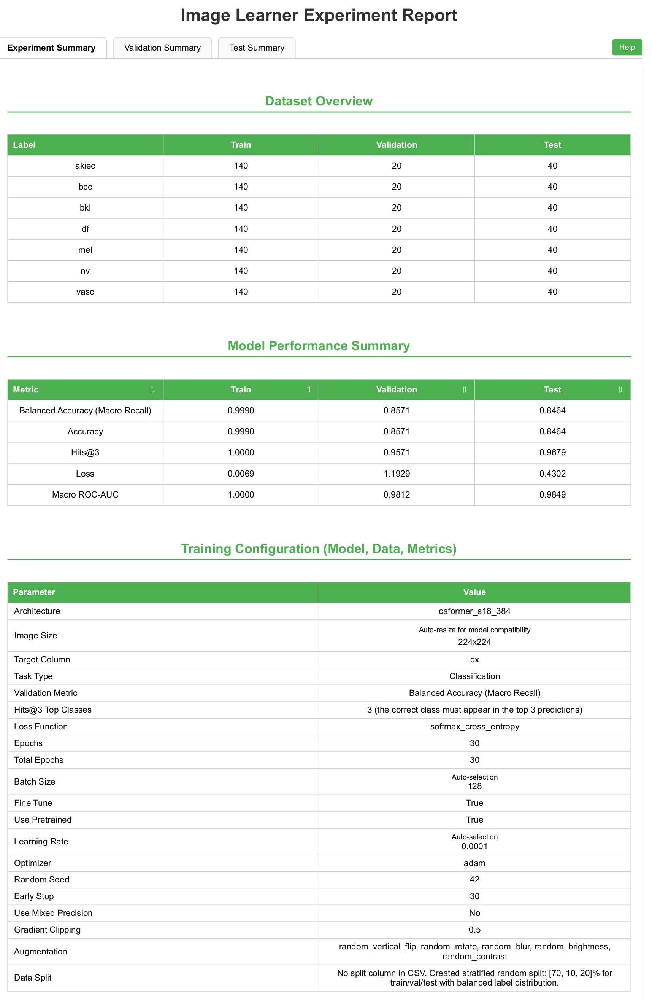 Image Learner Experiment Report
Experiment Summary Validation Summary Test Summary Help
Dataset Overview
Label Train Validation Test
akiec 140 20 40
bcc 140 20 40
bkl 140 20 40
df 140 20 40
mel 140 20 40
nv 140 20 40
vasc 140 20 40
Model Performance Summary
Metric Train Validation Test
Balanced Accuracy (Macro Recall) 0.9990 0.8571 0.8464
Accuracy 0.9990 0.8571 0.8464
Hits@3 1.0000 0.9571 0.9679
Loss 0.0069 1.1929 0.4302
Macro ROC-AUC 1.0000 0.9812 0.9849
Training Configuration (Model, Data, Metrics)
Parameter Value
Architecture caformer_s18_384
Image Size Auto-resize for model compatibility
224x224
Target Column dx
Task Type Classification
Validation Metric Balanced Accuracy (Macro Recall)
Hits@3 Top Classes 3 (the correct class must appear in the top 3 predictions)
Loss Function softmax_cross_entropy
Epochs 30
Total Epochs 30
Batch Size Auto-selection
128
Fine Tune True
Use Pretrained True
Learning Rate Auto-selection
0.0001
Optimizer adam
Random Seed 42
Early Stop 30
Use Mixed Precision No
Gradient Clipping 0.5
Augmentation random_vertical_flip, random_rotate, random_blur, random_brightness,
random_contrast
Data Split No split column in CSV. Created stratified random split: [70, 10, 20]% for
train/val/test with balanced label distribution.